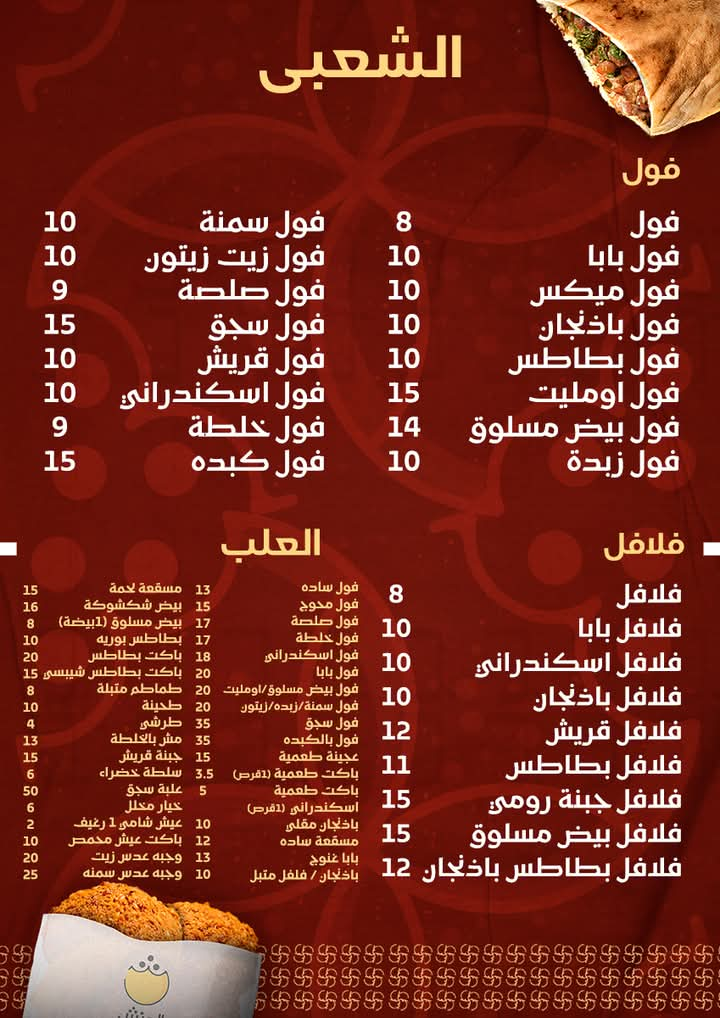 الشعبى
فول
فول 8
فول بابا 10
فول ميكس 10
فول باذنجان 10
فول بطاطس 10
فول اومليت 15
فول بيض مسلوق 14
فول زبدة 10
فول سمنة 10
فول زيت زيتون 10
فول صلصة 9
فول سجق 15
فول قريش 10
فول اسكندراني 10
فول خلطة 9
فول كبده 15
فلافل
فلافل 8
فلافل بابا 10
فلافل اسكندراني 10
فلافل باذنجان 10
فلافل قريش 12
فلافل بطاطس 11
فلافل جبنة رومي 15
فلافل بيض مسلوق 15
فلافل بطاطس باذنجان 12
العلب
فول ساده 13
فول محوج 15
فول صلصة 17
فول خلطة 17
فول اسكندراني 18
فول بابا 20
فول بيض مسلوق/اومليت 20
فول سمنة/زبده/زيتون 20
فول سجق 35
فول بالكبده 35
عجينة طعمية 15
باكت طعمية (1قرص) 3.5
باكت طعمية 5
اسكندراني (1قرص)
باذنجان مقلي 10
مسقعة ساده 12
بابا غنوج 13
باذنجان / فلفل متبل 10
مسقعة لحمة 15
بيض شكشوكة 16
بيض مسلوق (1بيضة) 8
بطاطس بوريه 10
باكت بطاطس 20
باكت بطاطس شيبسي 15
طماطم متبلة 8
طحينة 10
طرشي 4
مش بالخلطة 13
جبنة قريش 15
سلطة خضراء 6
علبة سجق 50
خيار مخلل 6
عيش شامي 1 رغيف 2
باكت عيش محمص 10
وجبه عدس زيت 20
وجبه عدس سمنه 25